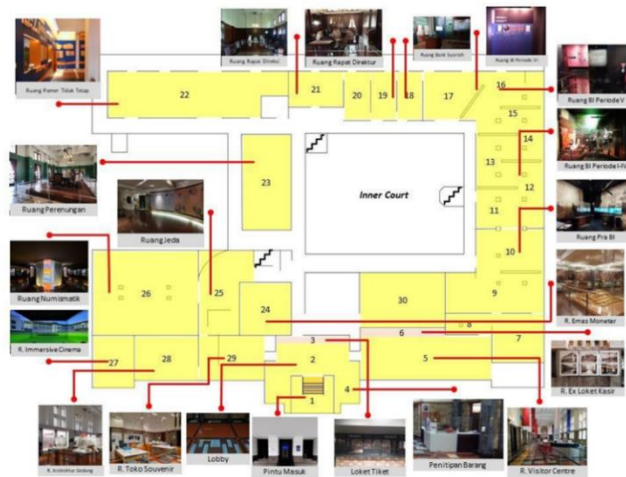 Ruang Pamer Tidak Tetap
Ruang Rapat Direksi
Ruang Rapat Direktur
Ruang Bank Syariah
Ruang BI Periode VI
22
21
20
19
18
17
16
Ruang BI Periode V
15
14
13
12
11
Ruang BI Periode I-IV
23
Inner Court
Ruang Perenungan
Ruang Jeda
10
Ruang Pra BI
Ruang Numismatik
26
25
24
30
9
R. Emas Moneter
R. Immersive Cinema
3
6
8
7
27
28
29
2
5
R. Ex Loket Kasir
1
4
R. Toko Souvenir
Lobby
Pintu Masuk
Loket Tiket
Penitipan Barang
R. Visitor Centre